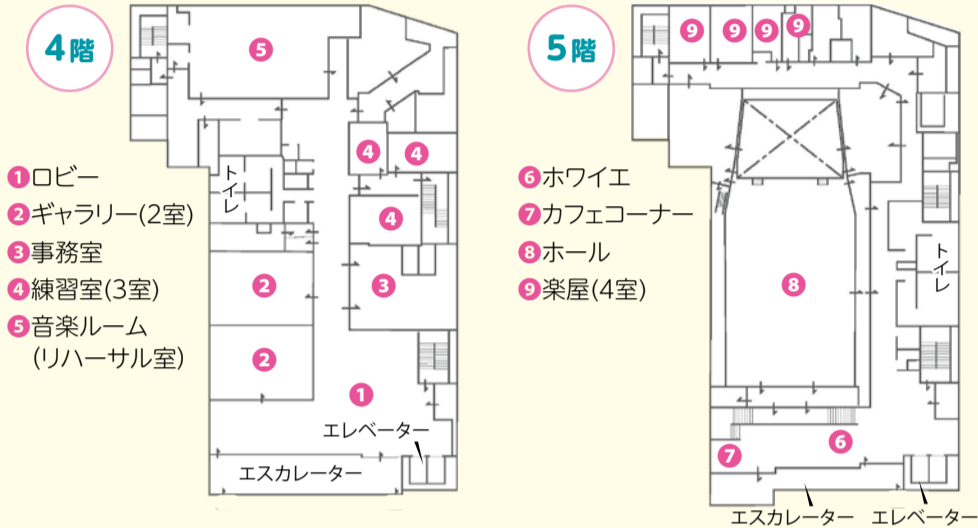 4階
⑤
④
④
④
③
②
②
①
トイレ
エレベーター
エスカレーター
①ロビー
②ギャラリー(2室)
③事務室
④練習室(3室)
⑤音楽ルーム
(リハーサル室)
5階
⑨
⑨
⑨
⑨
⑧
トイレ
⑥
⑦
エスカレーター
エレベーター
⑥ホワイエ
⑦カフェコーナー
⑧ホール
⑨楽屋(4室)